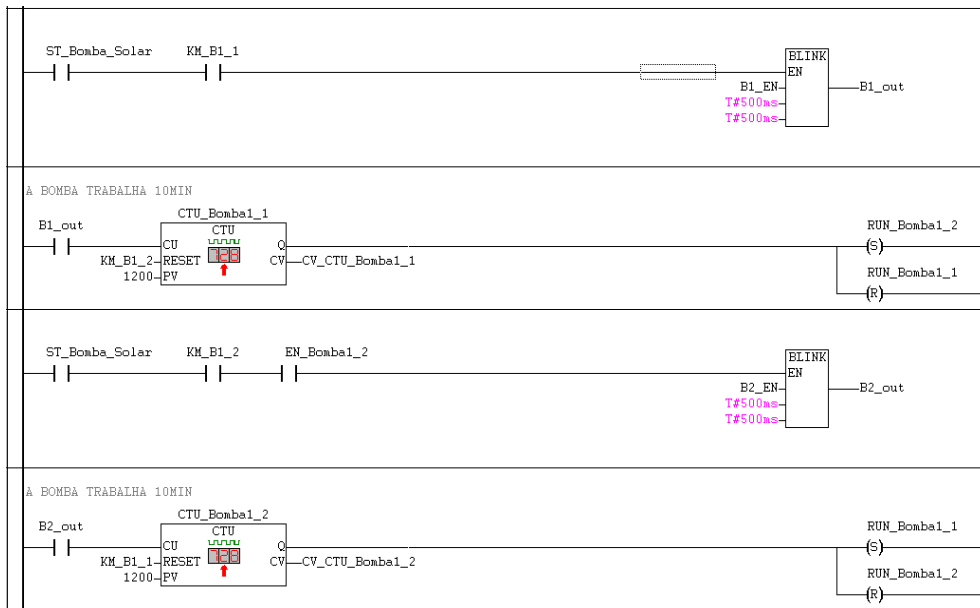 ST_Bomba_Solar KM_B1_1
BLINK
EN
B1_EN B1_out
T#500ms
T#500ms
A BOMBA TRABALHA 10MIN
CTU_Bomba1_1
B1_out CTU RUN_Bomba1_2
CU 728 Q (S)
KM_B1_2 RESET CV CV_CTU_Bomba1_1
1200 PV RUN_Bomba1_1
(R)
ST_Bomba_Solar KM_B1_2 EN_Bomba1_2
BLINK
EN
B2_EN B2_out
T#500ms
T#500ms
A BOMBA TRABALHA 10MIN
CTU_Bomba1_2
B2_out CTU RUN_Bomba1_1
CU 728 Q (S)
KM_B1_1 RESET CV CV_CTU_Bomba1_2
1200 PV RUN_Bomba1_2
(R)